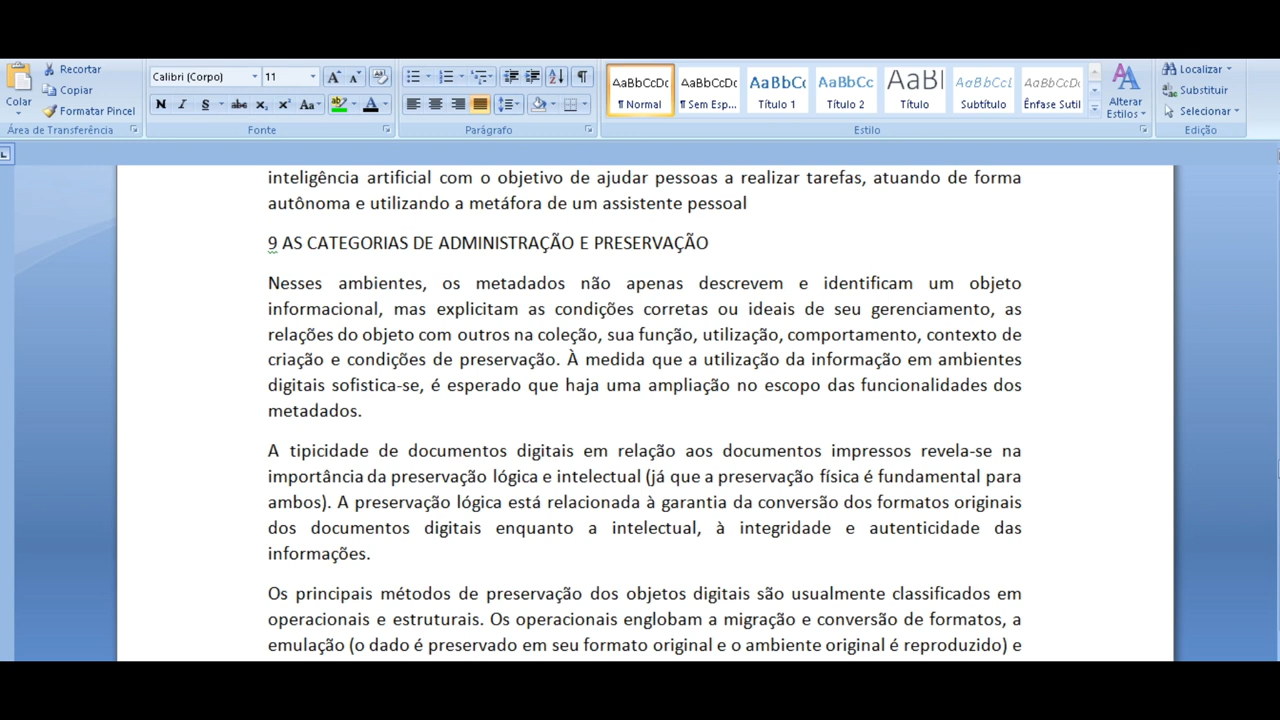 Colar
Recortar
Copiar
Formatar Pincel
Área de Transferência
Calibri (Corpo)
11
N I S abc x₂ x² Aa
Fonte
Parágrafo
AaBbCcDc
¶ Normal
AaBbCcDc
¶ Sem Esp...
AaBbCc
Título 1
AaBbCc
Título 2
AaBl
Título
AaBbCcL
Subtítulo
AaBbCcDc
Ênfase Sutil
Alterar
Estilos
Estilo
Localizar
Substituir
Selecionar
Edição
inteligência artificial com o objetivo de ajudar pessoas a realizar tarefas, atuando de forma
autônoma e utilizando a metáfora de um assistente pessoal
9 AS CATEGORIAS DE ADMINISTRAÇÃO E PRESERVAÇÃO
Nesses ambientes, os metadados não apenas descrevem e identificam um objeto
informacional, mas explicitam as condições corretas ou ideais de seu gerenciamento, as
relações do objeto com outros na coleção, sua função, utilização, comportamento, contexto de
criação e condições de preservação. À medida que a utilização da informação em ambientes
digitais sofistica-se, é esperado que haja uma ampliação no escopo das funcionalidades dos
metadados.
A tipicidade de documentos digitais em relação aos documentos impressos revela-se na
importância da preservação lógica e intelectual (já que a preservação física é fundamental para
ambos). A preservação lógica está relacionada à garantia da conversão dos formatos originais
dos documentos digitais enquanto a intelectual, à integridade e autenticidade das
informações.
Os principais métodos de preservação dos objetos digitais são usualmente classificados em
operacionais e estruturais. Os operacionais englobam a migração e conversão de formatos, a
emulação (o dado é preservado em seu formato original e o ambiente original é reproduzido) e